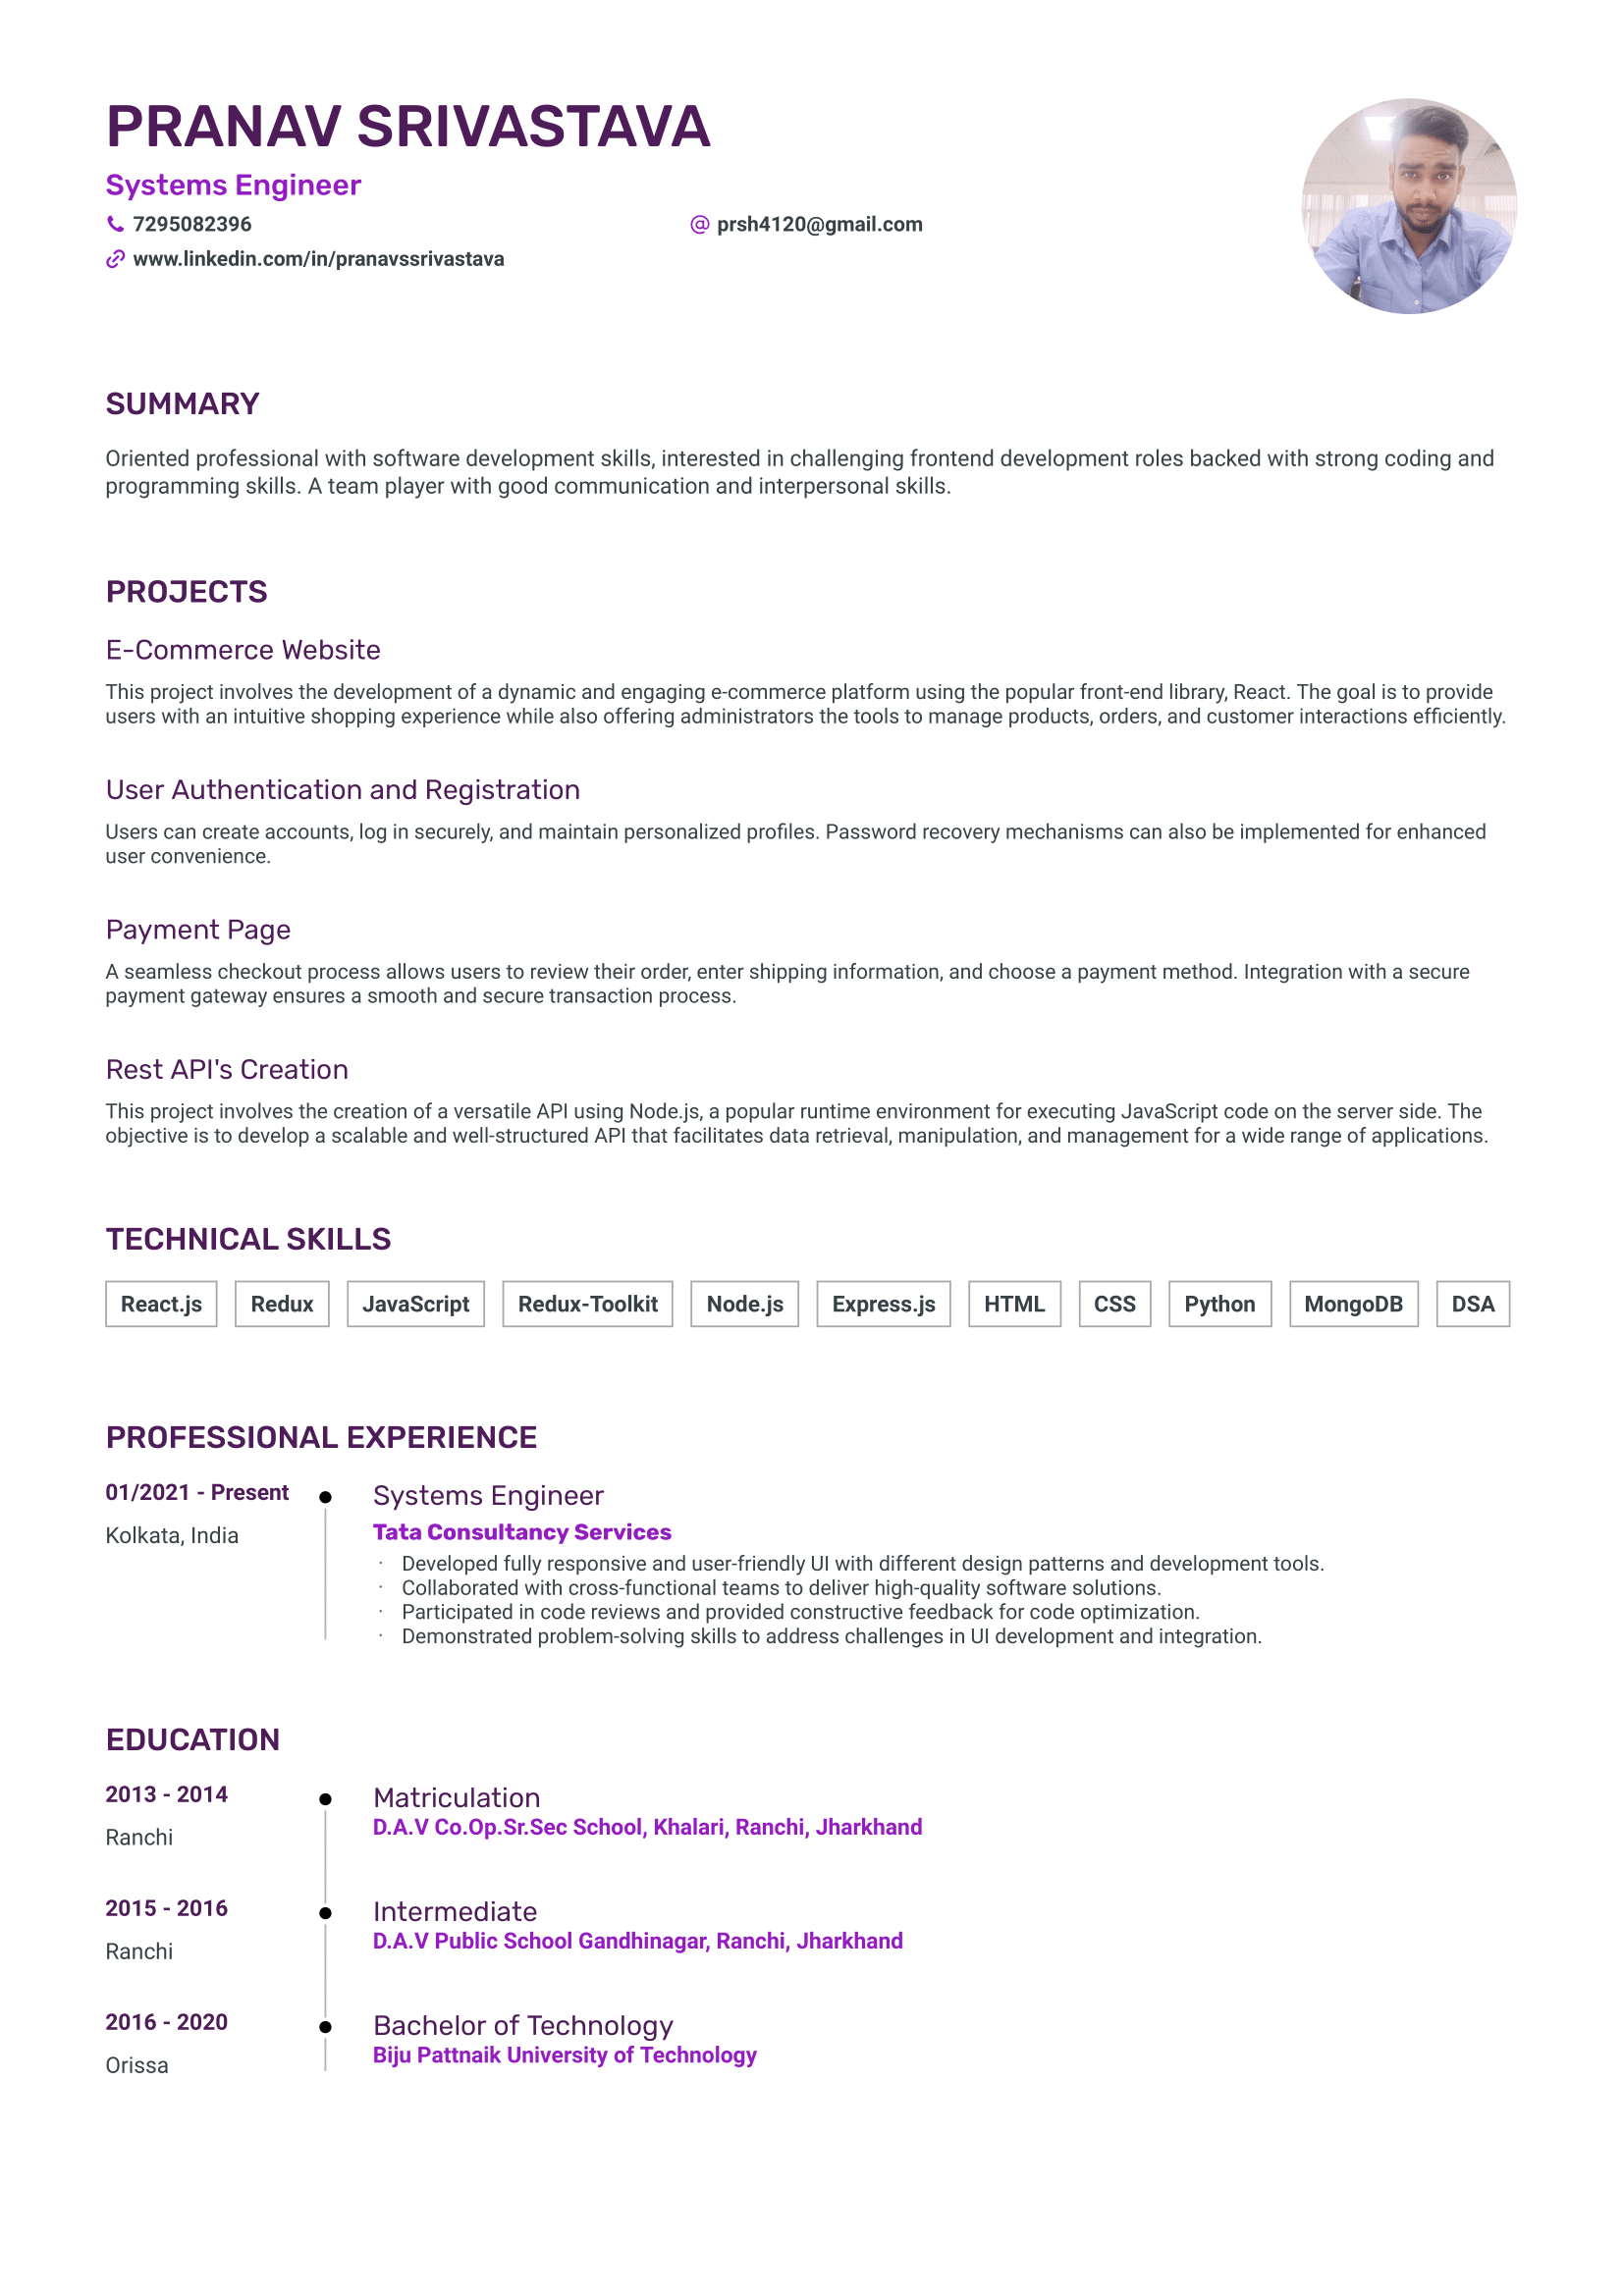 PRANAV SRIVASTAVA
Systems Engineer
7295082396
prsh4120@gmail.com
www.linkedin.com/in/pranavssrivastava
SUMMARY
Oriented professional with software development skills, interested in challenging frontend development roles backed with strong coding and
programming skills. A team player with good communication and interpersonal skills.
PROJECTS
E-Commerce Website
This project involves the development of a dynamic and engaging e-commerce platform using the popular front-end library, React. The goal is to provide
users with an intuitive shopping experience while also offering administrators the tools to manage products, orders, and customer interactions efficiently.
User Authentication and Registration
Users can create accounts, log in securely, and maintain personalized profiles. Password recovery mechanisms can also be implemented for enhanced
user convenience.
Payment Page
A seamless checkout process allows users to review their order, enter shipping information, and choose a payment method. Integration with a secure
payment gateway ensures a smooth and secure transaction process.
Rest API's Creation
This project involves the creation of a versatile API using Node.js, a popular runtime environment for executing JavaScript code on the server side. The
objective is to develop a scalable and well-structured API that facilitates data retrieval, manipulation, and management for a wide range of applications.
TECHNICAL SKILLS
React.js Redux JavaScript Redux-Toolkit Node.js Express.js HTML CSS Python MongoDB DSA
PROFESSIONAL EXPERIENCE
01/2021 - Present
Kolkata, India
Systems Engineer
Tata Consultancy Services
· Developed fully responsive and user-friendly UI with different design patterns and development tools.
· Collaborated with cross-functional teams to deliver high-quality software solutions.
· Participated in code reviews and provided constructive feedback for code optimization.
· Demonstrated problem-solving skills to address challenges in UI development and integration.
EDUCATION
2013 - 2014
Ranchi
Matriculation
D.A.V Co.Op.Sr.Sec School, Khalari, Ranchi, Jharkhand
2015 - 2016
Ranchi
Intermediate
D.A.V Public School Gandhinagar, Ranchi, Jharkhand
2016 - 2020
Orissa
Bachelor of Technology
Biju Pattnaik University of Technology